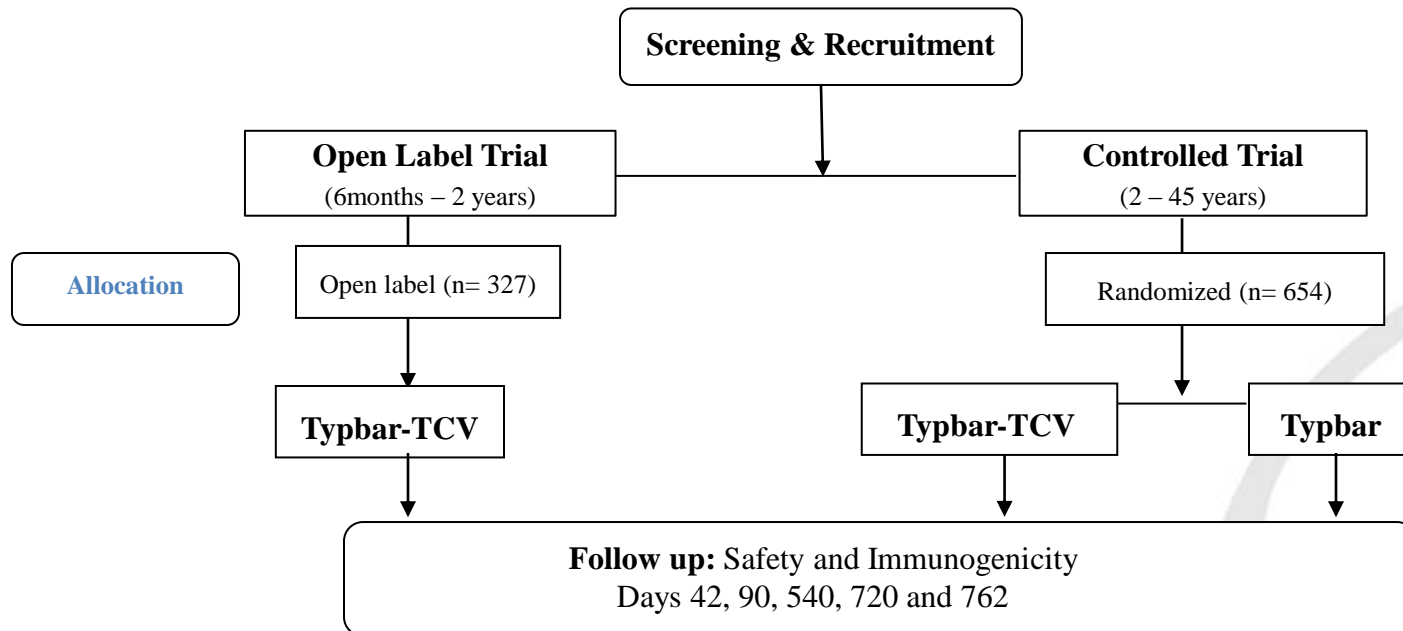 Screening & Recruitment
Open Label Trial
(6months – 2 years)
Controlled Trial
(2 – 45 years)
Allocation
Open label (n= 327)
Randomized (n= 654)
Typbar-TCV
Typbar-TCV
Typbar
Follow up: Safety and Immunogenicity
Days 42, 90, 540, 720 and 762